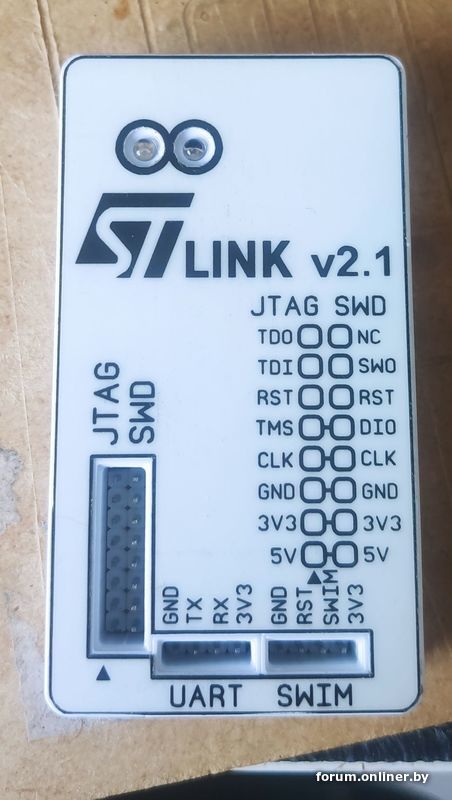 ST LINK v2.1
JTAG SWD
TDO NC
TDI SWO
RST RST
TMS DIO
CLK CLK
GND GND
3V3 3V3
5V 5V
JTAG
SWD
GND TX RX 3V3
GND RST SWIM 3V3
UART SWIM
forum.onliner.by